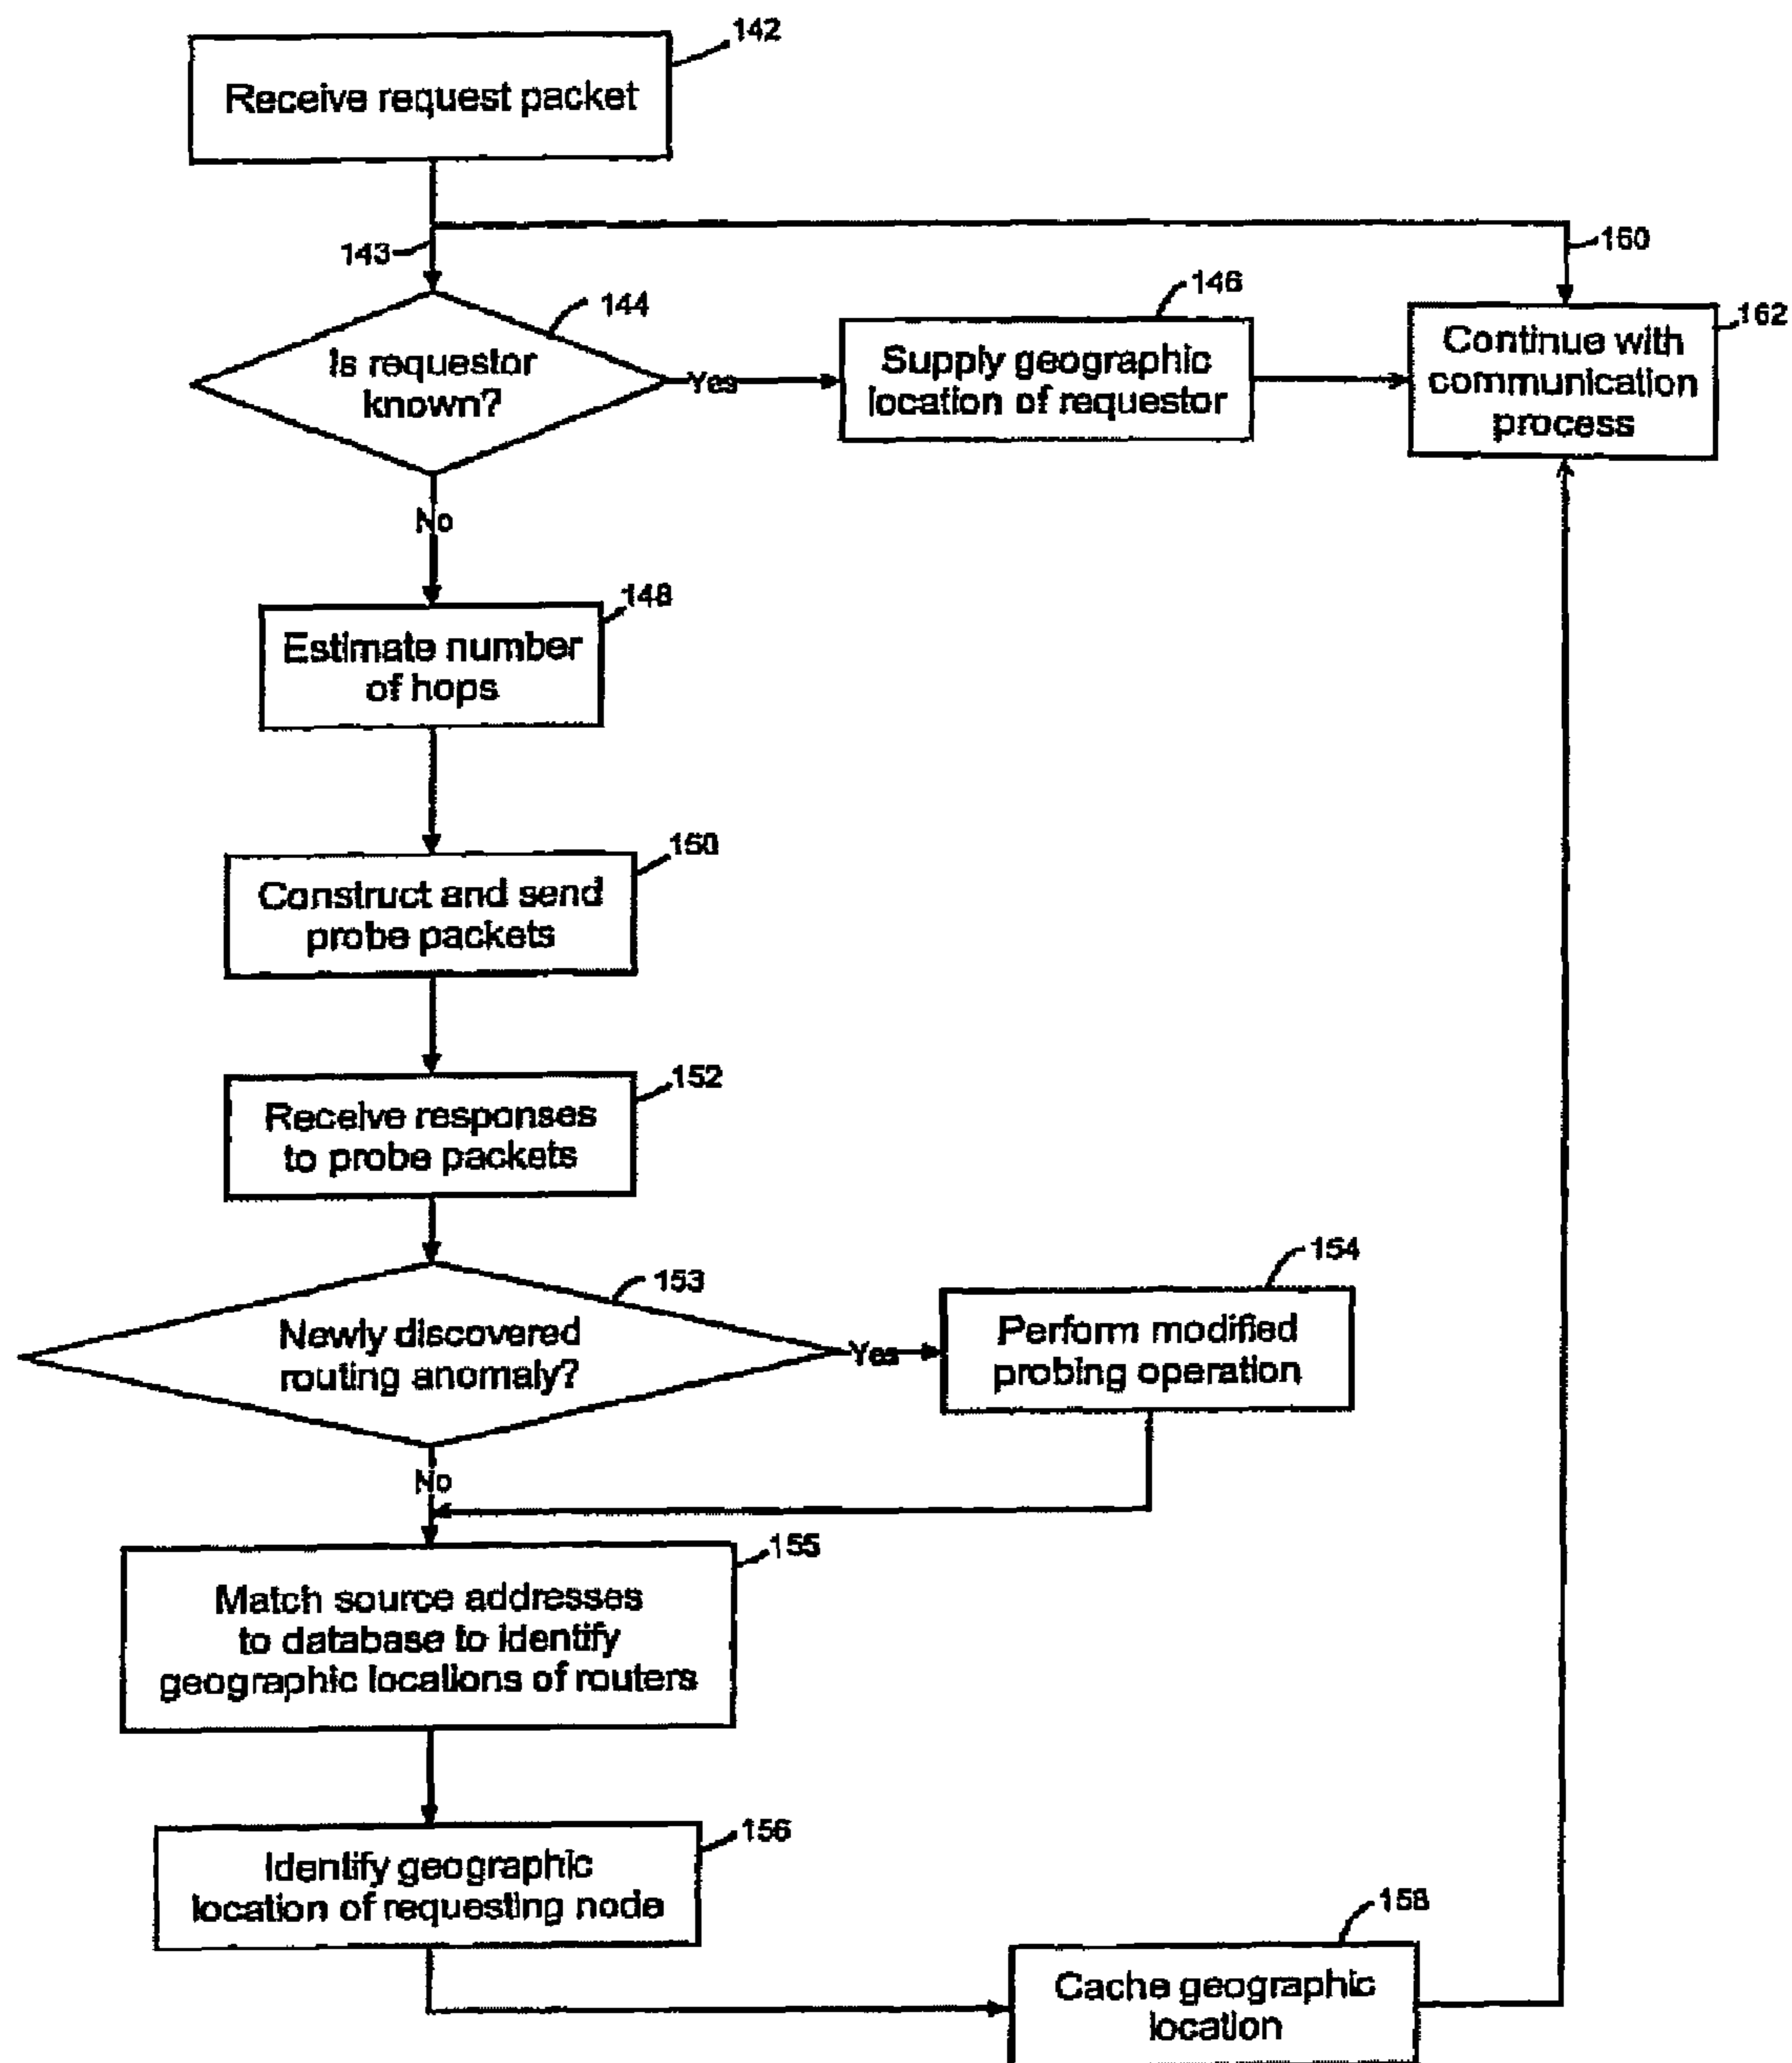 142
Receive request packet
143
160
144
Is requestor
known?
Yes
146
Supply geographic
location of requestor
162
Continue with
communication
process
No
148
Estimate number
of hops
150
Construct and send
probe packets
152
Receive responses
to probe packets
153
Newly discovered
routing anomaly?
Yes
154
Perform modified
probing operation
No
155
Match source addresses
to database to identify
geographic locations of routers
156
Identify geographic
location of requesting node
158
Cache geographic
location